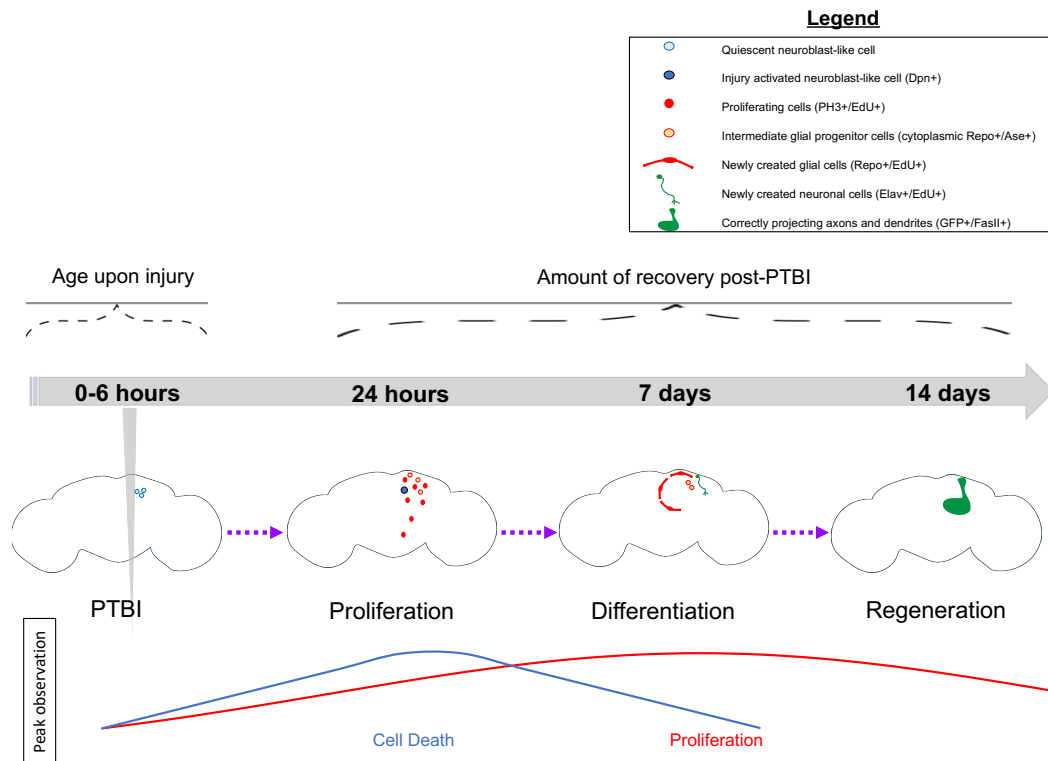 Legend
Quiescent neuroblast-like cell
Injury activated neuroblast-like cell (Dpn+)
Proliferating cells (PH3+/EdU+)
Intermediate glial progenitor cells (cytoplasmic Repo+/Ase+)
Newly created glial cells (Repo+/EdU+)
Newly created neuronal cells (Elav+/EdU+)
Correctly projecting axons and dendrites (GFP+/FasII+)
Age upon injury
Amount of recovery post-PTBI
0-6 hours
24 hours
7 days
14 days
PTBI
Proliferation
Differentiation
Regeneration
Peak observation
Cell Death
Proliferation